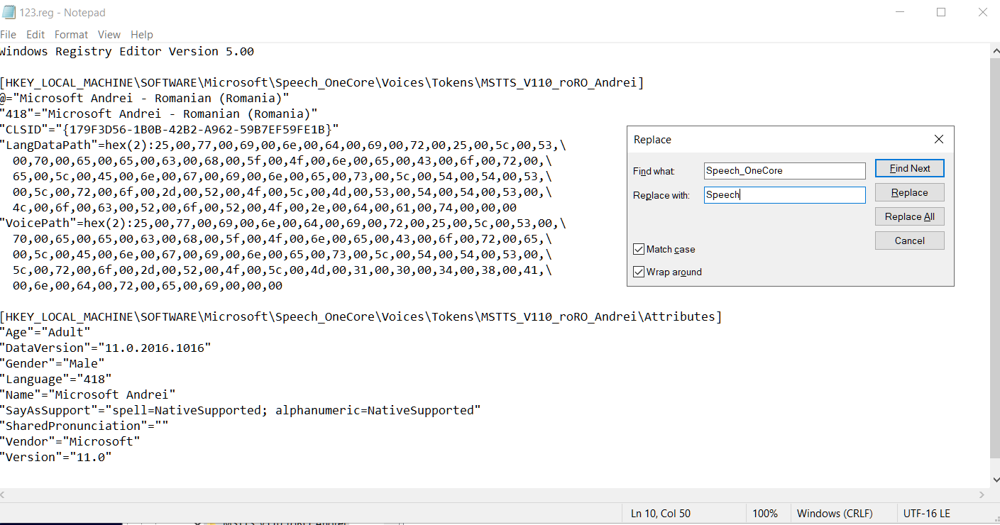 123.reg - Notepad
File Edit Format View Help
Windows Registry Editor Version 5.00
[HKEY_LOCAL_MACHINE\SOFTWARE\Microsoft\Speech_OneCore\Voices\Tokens\MSTTS_V110_roRO_Andrei]
@="Microsoft Andrei - Romanian (Romania)"
"418"="Microsoft Andrei - Romanian (Romania)"
"CLSID"="{179F3D56-1B0B-42B2-A962-59B7EF59FE1B}"
"LangDataPath"=hex(2):25,00,77,00,69,00,6e,00,64,00,69,00,72,00,25,00,5c,00,53,\
00,70,00,65,00,65,00,63,00,68,00,5f,00,4f,00,6e,00,65,00,43,00,6f,00,72,00,\
65,00,5c,00,45,00,6e,00,67,00,69,00,6e,00,65,00,73,00,5c,00,54,00,54,00,53,\
00,5c,00,72,00,6f,00,2d,00,52,00,4f,00,5c,00,4d,00,53,00,54,00,54,00,53,00,\
4c,00,6f,00,63,00,52,00,6f,00,52,00,4f,00,2e,00,64,00,61,00,74,00,00,00
"VoicePath"=hex(2):25,00,77,00,69,00,6e,00,64,00,69,00,72,00,25,00,5c,00,53,00,\
70,00,65,00,65,00,63,00,68,00,5f,00,4f,00,6e,00,65,00,43,00,6f,00,72,00,65,\
00,5c,00,45,00,6e,00,67,00,69,00,6e,00,65,00,73,00,5c,00,54,00,54,00,53,00,\
5c,00,72,00,6f,00,2d,00,52,00,4f,00,5c,00,4d,00,31,00,30,00,34,00,38,00,41,\
00,6e,00,64,00,72,00,65,00,69,00,00,00
[HKEY_LOCAL_MACHINE\SOFTWARE\Microsoft\Speech_OneCore\Voices\Tokens\MSTTS_V110_roRO_Andrei\Attributes]
"Age"="Adult"
"DataVersion"="11.0.2016.1016"
"Gender"="Male"
"Language"="418"
"Name"="Microsoft Andrei"
"SayAsSupport"="spell=NativeSupported; alphanumeric=NativeSupported"
"SharedPronunciation"=""
"Vendor"="Microsoft"
"Version"="11.0"
Replace
Find what: Speech_OneCore Find Next
Replace with: Speech Replace
Replace All
Cancel
Match case
Wrap around
Ln 10, Col 50 100% Windows (CRLF) UTF-16 LE